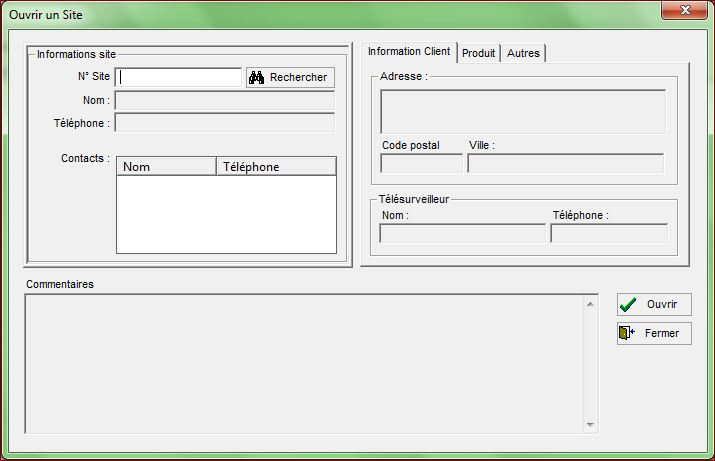 Ouvrir un Site
Informations site
N° Site
Rechercher
Nom :
Téléphone :
Contacts :
Nom Téléphone
Information Client Produit Autres
Adresse :
Code postal Ville :
Télésurveilleur
Nom : Téléphone :
Commentaires
Ouvrir
Fermer